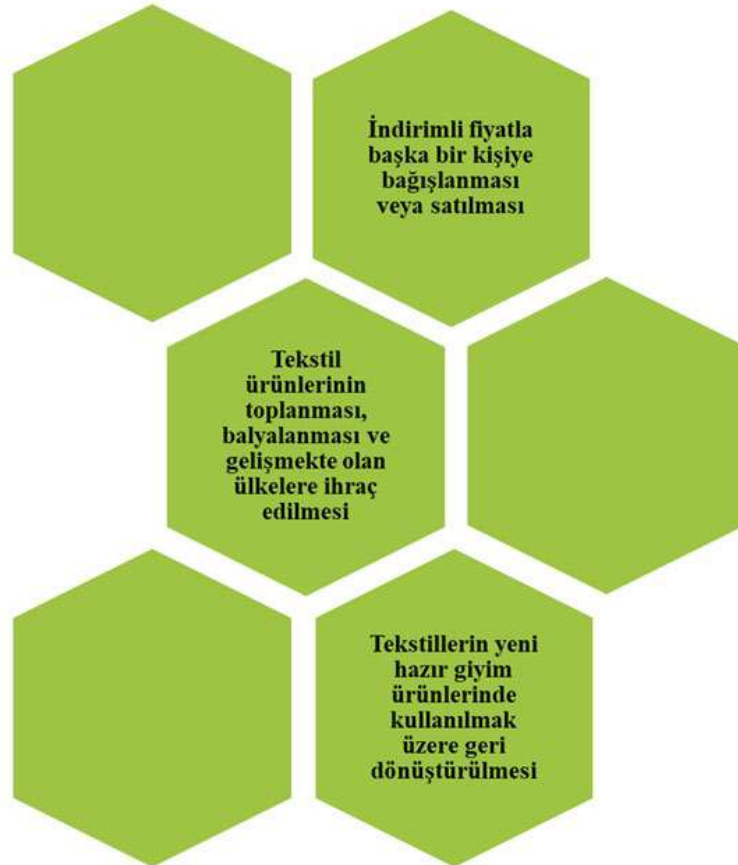 İndirimli fiyatla
başka bir kişiye
bağışlanması
veya satılması
Tekstil
ürünlerinin
toplanması,
balyalanması ve
gelişmekte olan
ülkelere ihraç
edilmesi
Tekstillerin yeni
hazır giyim
ürünlerinde
kullanılmak
üzere geri
dönüştürülmesi